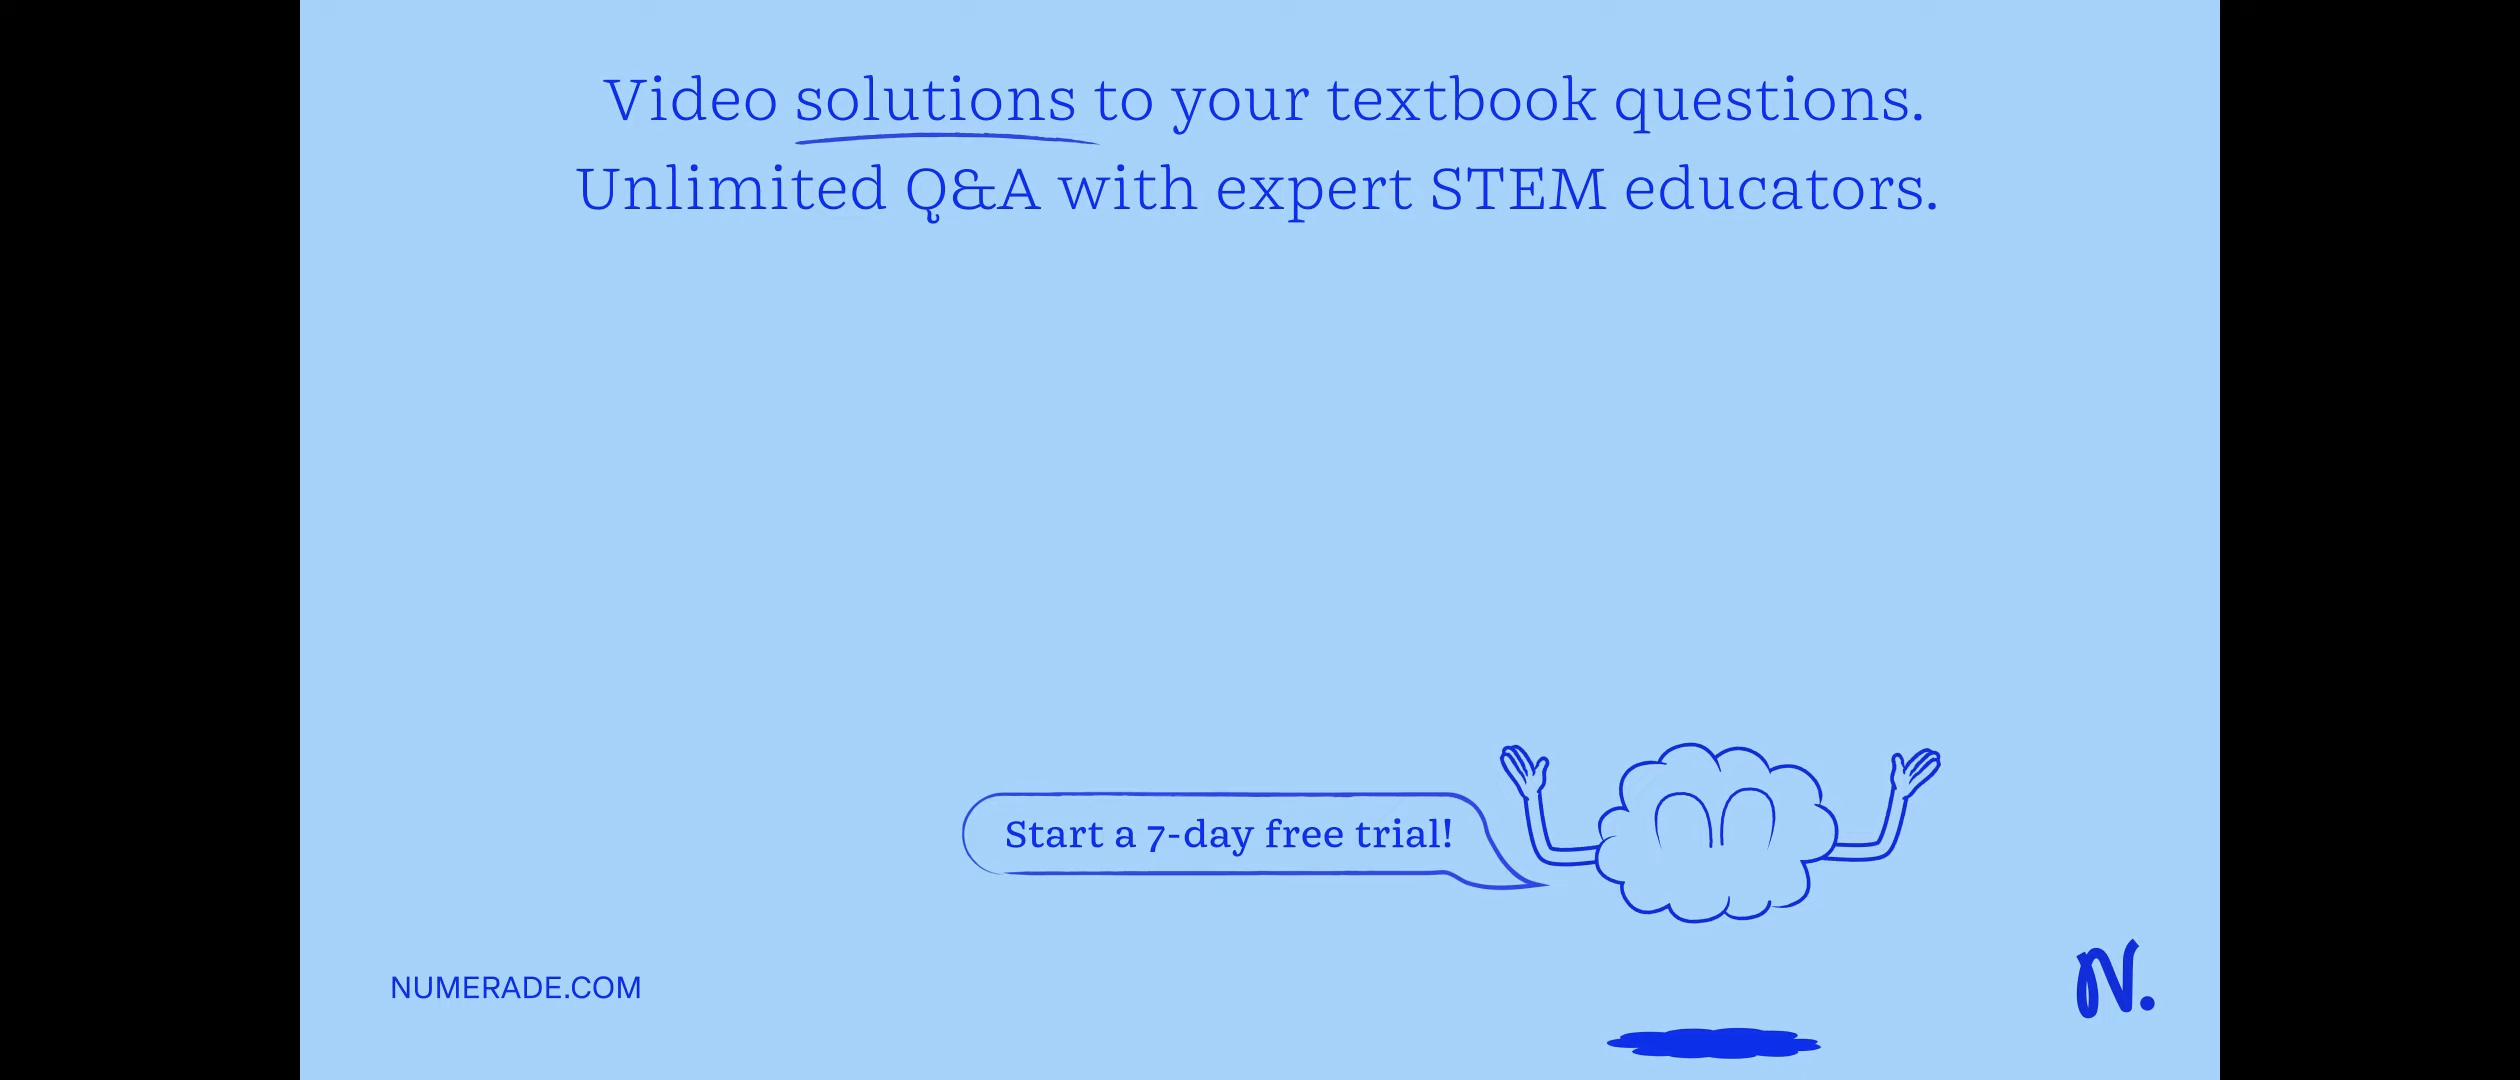 Video solutions to your textbook questions.
Unlimited Q&A with expert STEM educators.
Start a 7-day free trial!
NUMERADE.COM
N.